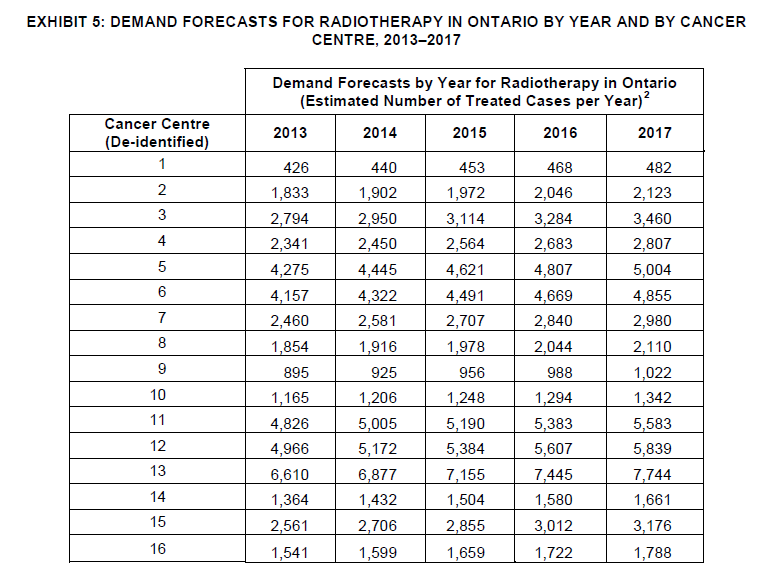 EXHIBIT 5: DEMAND FORECASTS FOR RADIOTHERAPY IN ONTARIO BY YEAR AND BY CANCER
CENTRE, 2013–2017
Demand Forecasts by Year for Radiotherapy in Ontario
(Estimated Number of Treated Cases per Year)2
Cancer Centre
(De-identified) 2013 2014 2015 2016 2017
1 426 440 453 468 482
2 1,833 1,902 1,972 2,046 2,123
3 2,794 2,950 3,114 3,284 3,460
4 2,341 2,450 2,564 2,683 2,807
5 4,275 4,445 4,621 4,807 5,004
6 4,157 4,322 4,491 4,669 4,855
7 2,460 2,581 2,707 2,840 2,980
8 1,854 1,916 1,978 2,044 2,110
9 895 925 956 988 1,022
10 1,165 1,206 1,248 1,294 1,342
11 4,826 5,005 5,190 5,383 5,583
12 4,966 5,172 5,384 5,607 5,839
13 6,610 6,877 7,155 7,445 7,744
14 1,364 1,432 1,504 1,580 1,661
15 2,561 2,706 2,855 3,012 3,176
16 1,541 1,599 1,659 1,722 1,788